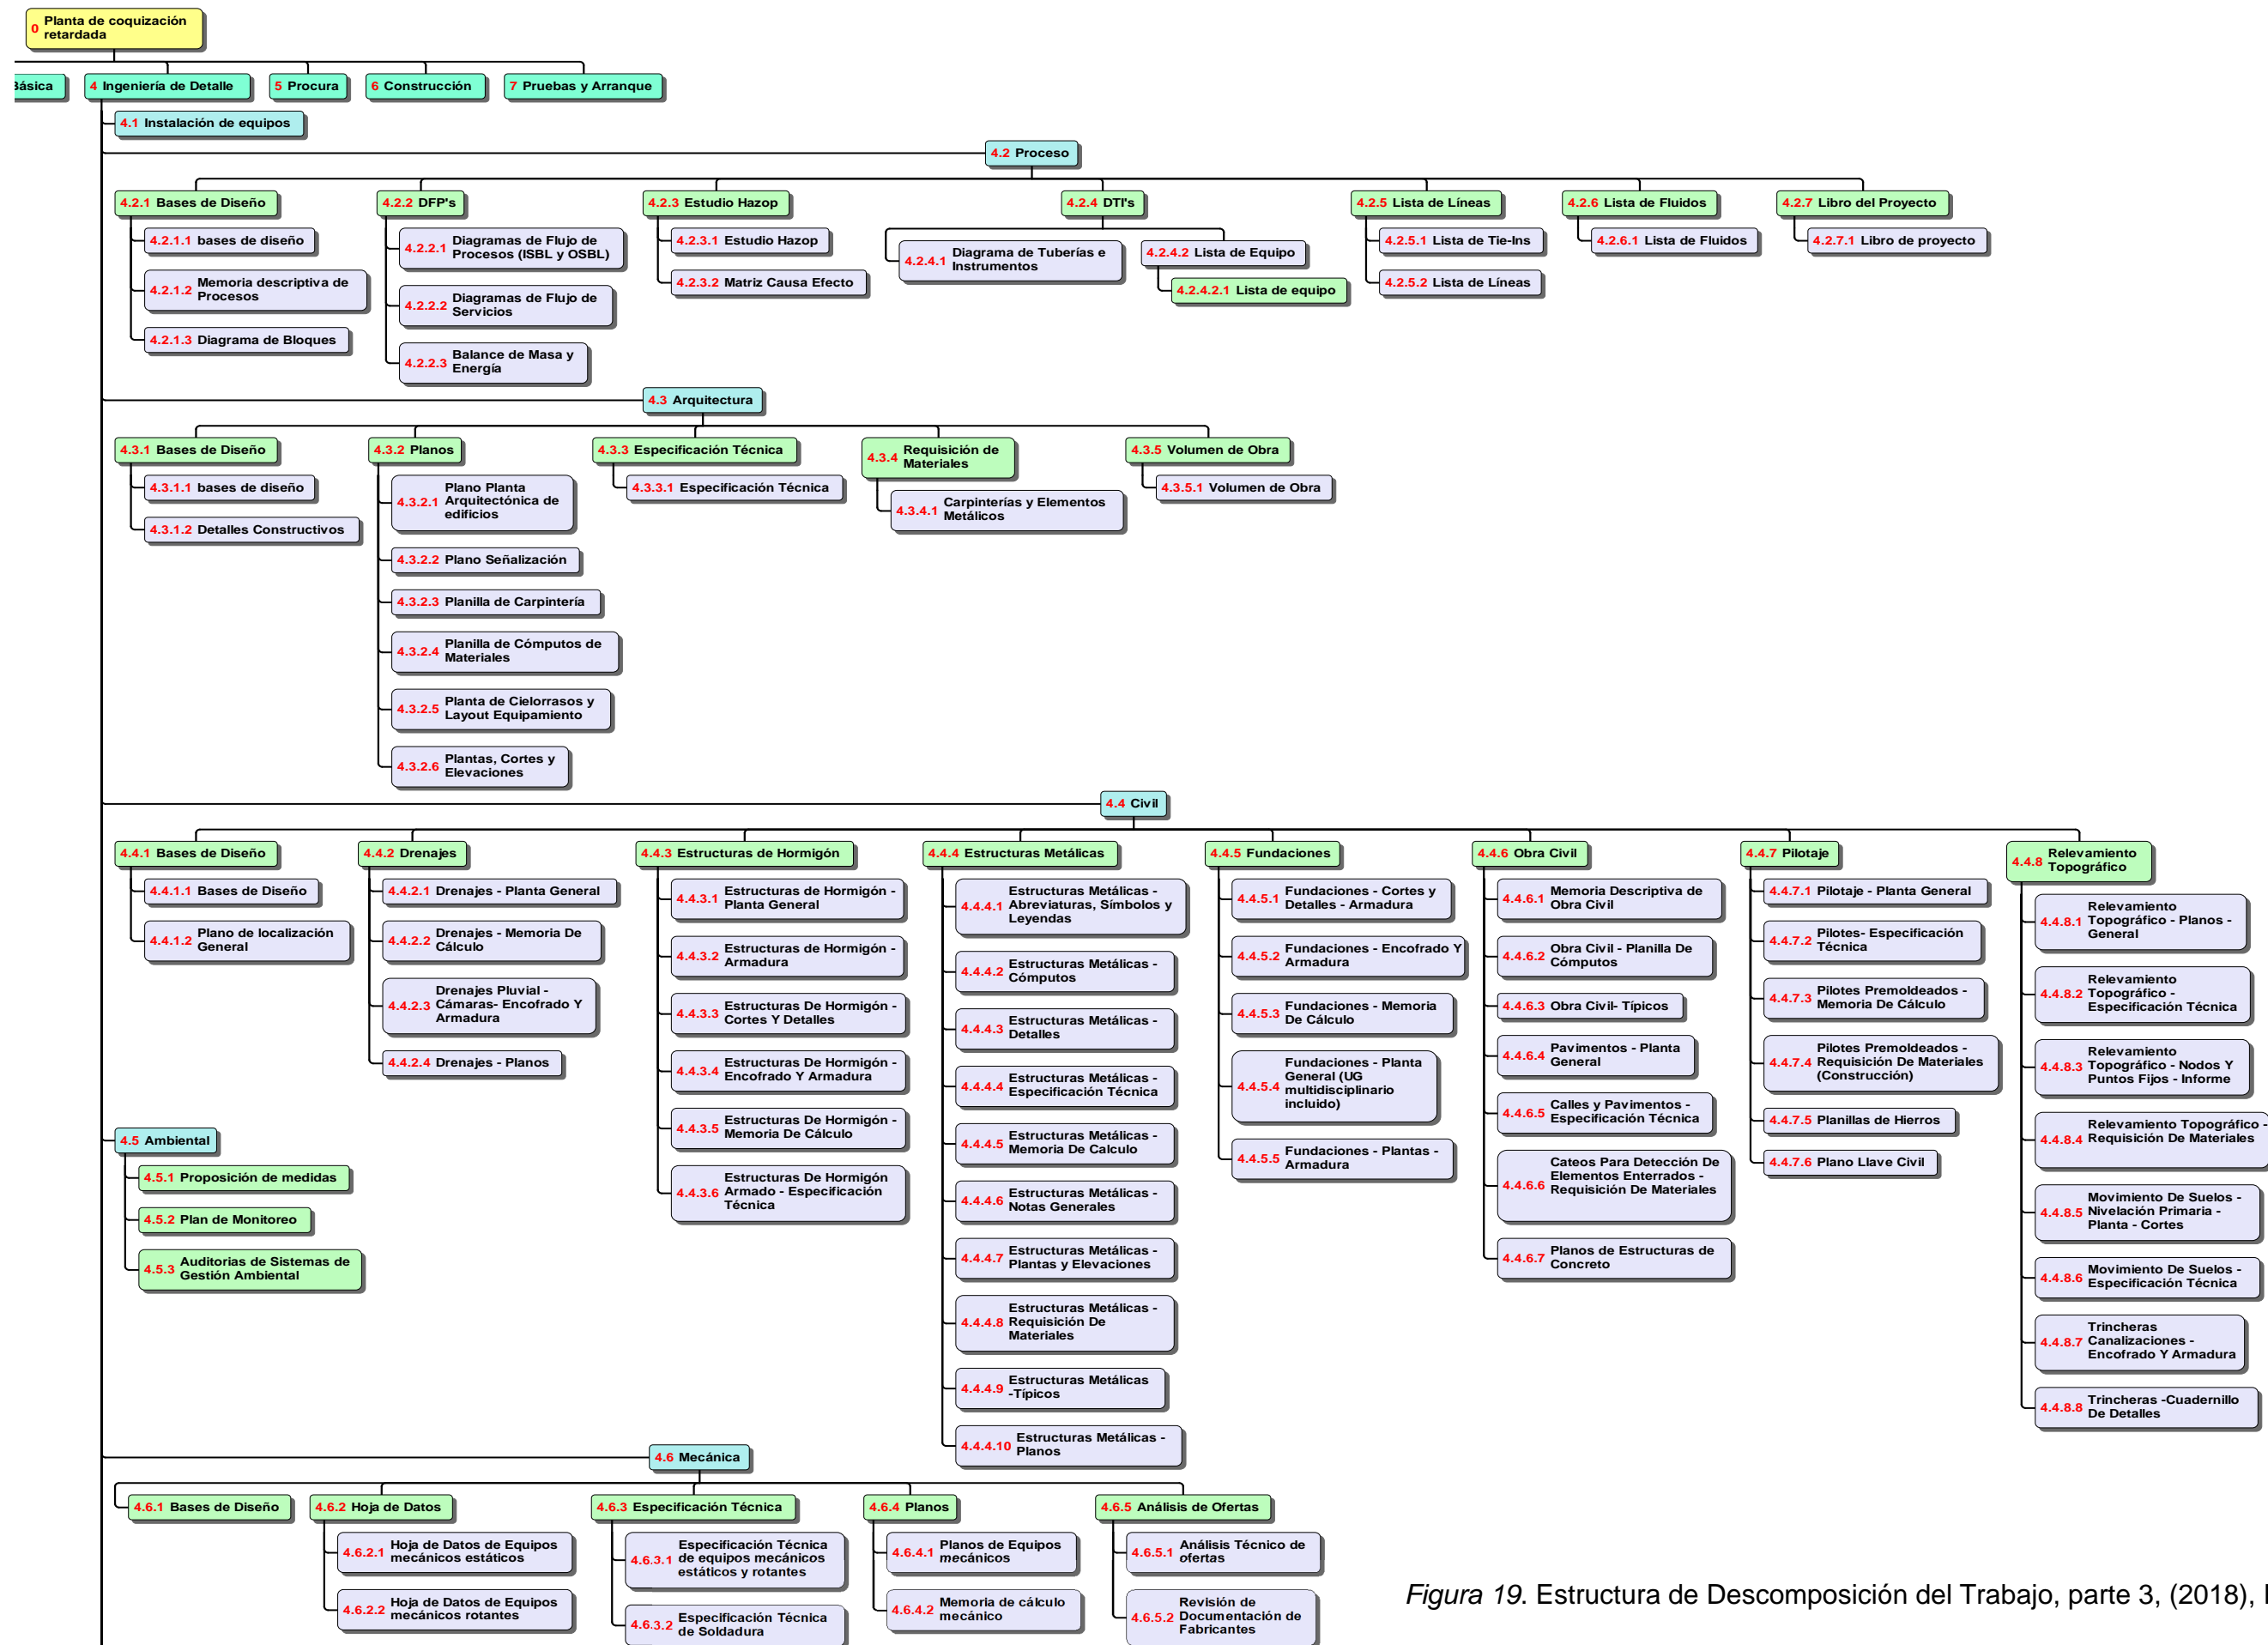 0 Planta de coquización
retardada
Básica
4 Ingeniería de Detalle
5 Procura
6 Construcción
7 Pruebas y Arranque
4.1 Instalación de equipos
4.2 Proceso
4.2.1 Bases de Diseño
4.2.1.1 bases de diseño
4.2.1.2 Memoria descriptiva de
Procesos
4.2.1.3 Diagrama de Bloques
4.2.2 DFP's
4.2.2.1 Diagramas de Flujo de
Procesos (ISBL y OSBL)
4.2.2.2 Diagramas de Flujo de
Servicios
4.2.2.3 Balance de Masa y
Energía
4.2.3 Estudio Hazop
4.2.3.1 Estudio Hazop
4.2.3.2 Matriz Causa Efecto
4.2.4 DTI's
4.2.4.1 Diagrama de Tuberías e
Instrumentos
4.2.4.2 Lista de Equipo
4.2.4.2.1 Lista de equipo
4.2.5 Lista de Líneas
4.2.5.1 Lista de Tie-Ins
4.2.5.2 Lista de Líneas
4.2.6 Lista de Fluidos
4.2.6.1 Lista de Fluidos
4.2.7 Libro del Proyecto
4.2.7.1 Libro de proyecto
4.3 Arquitectura
4.3.1 Bases de Diseño
4.3.1.1 bases de diseño
4.3.1.2 Detalles Constructivos
4.3.2 Planos
4.3.2.1 Plano Planta
Arquitectónica de
edificios
4.3.2.2 Plano Señalización
4.3.2.3 Planilla de Carpintería
4.3.2.4 Planilla de Cómputos de
Materiales
4.3.2.5 Planta de Cielorrasos y
Layout Equipamiento
4.3.2.6 Plantas, Cortes y
Elevaciones
4.3.3 Especificación Técnica
4.3.3.1 Especificación Técnica
4.3.4 Requisición de
Materiales
4.3.4.1 Carpinterías y Elementos
Metálicos
4.3.5 Volumen de Obra
4.3.5.1 Volumen de Obra
4.4 Civil
4.4.1 Bases de Diseño
4.4.1.1 Bases de Diseño
4.4.1.2 Plano de localización
General
4.4.2 Drenajes
4.4.2.1 Drenajes - Planta General
4.4.2.2 Drenajes - Memoria De
Cálculo
4.4.2.3 Drenajes Pluvial -
Cámaras- Encofrado Y
Armadura
4.4.2.4 Drenajes - Planos
4.4.3 Estructuras de Hormigón
4.4.3.1 Estructuras de Hormigón -
Planta General
4.4.3.2 Estructuras de Hormigón -
Armadura
4.4.3.3 Estructuras De Hormigón -
Cortes Y Detalles
4.4.3.4 Estructuras De Hormigón -
Encofrado Y Armadura
4.4.3.5 Estructuras De Hormigón -
Memoria De Cálculo
4.4.3.6 Estructuras De Hormigón
Armado - Especificación
Técnica
4.4.4 Estructuras Metálicas
4.4.4.1 Estructuras Metálicas -
Abreviaturas, Símbolos y
Leyendas
4.4.4.2 Estructuras Metálicas -
Cómputos
4.4.4.3 Estructuras Metálicas -
Detalles
4.4.4.4 Estructuras Metálicas -
Especificación Técnica
4.4.4.5 Estructuras Metálicas -
Memoria De Calculo
4.4.4.6 Estructuras Metálicas -
Notas Generales
4.4.4.7 Estructuras Metálicas -
Plantas y Elevaciones
4.4.4.8 Estructuras Metálicas -
Requisición De
Materiales
4.4.4.9 Estructuras Metálicas
-Típicos
4.4.4.10 Estructuras Metálicas -
Planos
4.4.5 Fundaciones
4.4.5.1 Fundaciones - Cortes y
Detalles - Armadura
4.4.5.2 Fundaciones - Encofrado Y
Armadura
4.4.5.3 Fundaciones - Memoria
De Cálculo
4.4.5.4 Fundaciones - Planta
General (UG
multidisciplinario
incluido)
4.4.5.5 Fundaciones - Plantas -
Armadura
4.4.6 Obra Civil
4.4.6.1 Memoria Descriptiva de
Obra Civil
4.4.6.2 Obra Civil - Planilla De
Cómputos
4.4.6.3 Obra Civil- Típicos
4.4.6.4 Pavimentos - Planta
General
4.4.6.5 Calles y Pavimentos -
Especificación Técnica
4.4.6.6 Cateos Para Detección De
Elementos Enterrados -
Requisición De Materiales
4.4.6.7 Planos de Estructuras de
Concreto
4.4.7 Pilotaje
4.4.7.1 Pilotaje - Planta General
4.4.7.2 Pilotes- Especificación
Técnica
4.4.7.3 Pilotes Premoldeados -
Memoria De Cálculo
4.4.7.4 Pilotes Premoldeados -
Requisición De Materiales
(Construcción)
4.4.7.5 Planillas de Hierros
4.4.7.6 Plano Llave Civil
4.4.8 Relevamiento
Topográfico
4.4.8.1 Relevamiento
Topográfico - Planos -
General
4.4.8.2 Relevamiento
Topográfico -
Especificación Técnica
4.4.8.3 Relevamiento
Topográfico - Nodos Y
Puntos Fijos - Informe
4.4.8.4 Relevamiento Topográfico -
Requisición De Materiales
4.4.8.5 Movimiento De Suelos -
Nivelación Primaria -
Planta - Cortes
4.4.8.6 Movimiento De Suelos -
Especificación Técnica
4.4.8.7 Trincheras
Canalizaciones -
Encofrado Y Armadura
4.4.8.8 Trincheras -Cuadernillo
De Detalles
4.5 Ambiental
4.5.1 Proposición de medidas
4.5.2 Plan de Monitoreo
4.5.3 Auditorias de Sistemas de
Gestión Ambiental
4.6 Mecánica
4.6.1 Bases de Diseño
4.6.2 Hoja de Datos
4.6.2.1 Hoja de Datos de Equipos
mecánicos estáticos
4.6.2.2 Hoja de Datos de Equipos
mecánicos rotantes
4.6.3 Especificación Técnica
4.6.3.1 Especificación Técnica
de equipos mecánicos
estáticos y rotantes
4.6.3.2 Especificación Técnica
de Soldadura
4.6.4 Planos
4.6.4.1 Planos de Equipos
mecánicos
4.6.4.2 Memoria de cálculo
mecánico
4.6.5 Análisis de Ofertas
4.6.5.1 Análisis Técnico de
ofertas
4.6.5.2 Revisión de
Documentación de
Fabricantes
Figura 19. Estructura de Descomposición del Trabajo, parte 3, (2018),